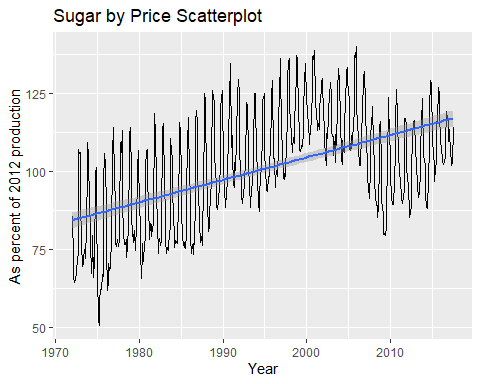 Sugar by Price Scatterplot
As percent of 2012 production
125
100
75
50
1970 1980 1990 2000 2010
Year